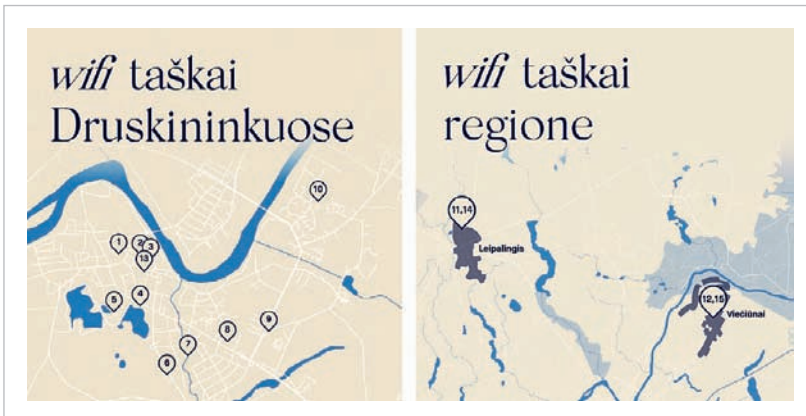 wifi taškai
Druskininkuose
10
1
2
3
13
5
4
9
8
7
6
wifi taškai
regione
11,14
Leipalingis
12,15
Viečiūnai